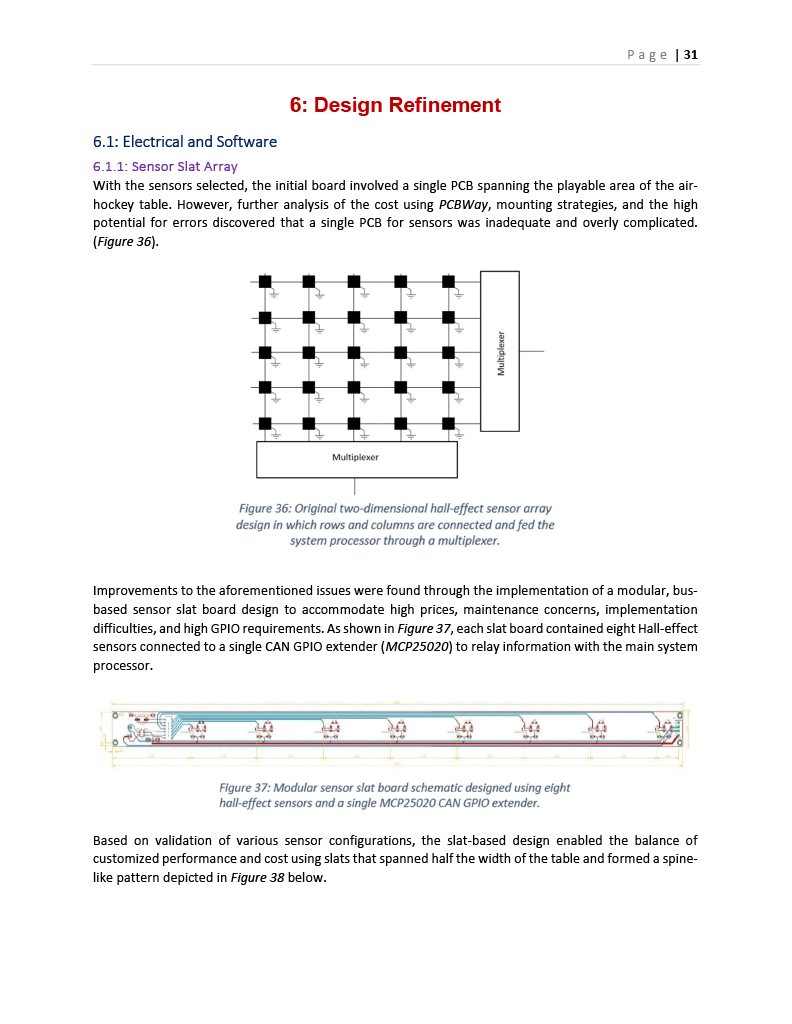 Page | 31
6: Design Refinement
6.1: Electrical and Software
6.1.1: Sensor Slat Array
With the sensors selected, the initial board involved a single PCB spanning the playable area of the air-
hockey table. However, further analysis of the cost using PCBWay, mounting strategies, and the high
potential for errors discovered that a single PCB for sensors was inadequate and overly complicated.
(Figure 36).
Multiplexer
Multiplexer
Figure 36: Original two-dimensional hall-effect sensor array
design in which rows and columns are connected and fed the
system processor through a multiplexer.
Improvements to the aforementioned issues were found through the implementation of a modular, bus-
based sensor slat board design to accommodate high prices, maintenance concerns, implementation
difficulties, and high GPIO requirements. As shown in Figure 37, each slat board contained eight Hall-effect
sensors connected to a single CAN GPIO extender (MCP25020) to relay information with the main system
processor.
Figure 37: Modular sensor slat board schematic designed using eight
hall-effect sensors and a single MCP25020 CAN GPIO extender.
Based on validation of various sensor configurations, the slat-based design enabled the balance of
customized performance and cost using slats that spanned half the width of the table and formed a spine-
like pattern depicted in Figure 38 below.